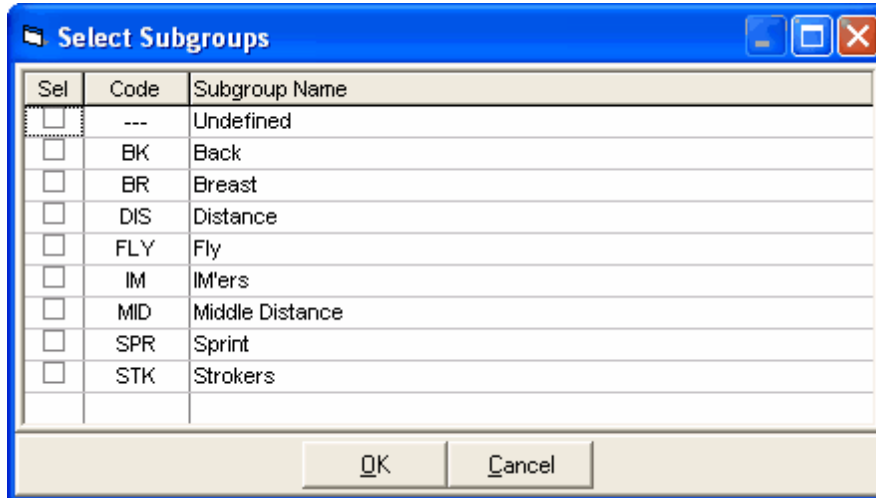 Select Subgroups
Sel Code Subgroup Name
--- Undefined
BK Back
BR Breast
DIS Distance
FLY Fly
IM IM'ers
MID Middle Distance
SPR Sprint
STK Strokers
OK Cancel